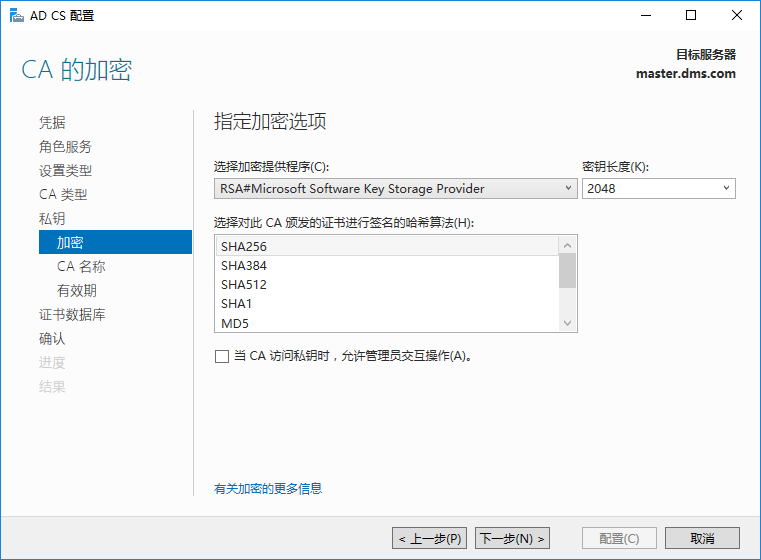 AD CS 配置
CA 的加密
目标服务器
master.dms.com
凭据
角色服务
设置类型
CA 类型
私钥
加密
CA 名称
有效期
证书数据库
确认
进度
结果
指定加密选项
选择加密提供程序(C):
密钥长度(K):
RSA#Microsoft Software Key Storage Provider
2048
选择对此 CA 颁发的证书进行签名的哈希算法(H):
SHA256
SHA384
SHA512
SHA1
MD5
当 CA 访问私钥时，允许管理员交互操作(A)。
有关加密的更多信息
< 上一步(P)
下一步(N) >
配置(C)
取消